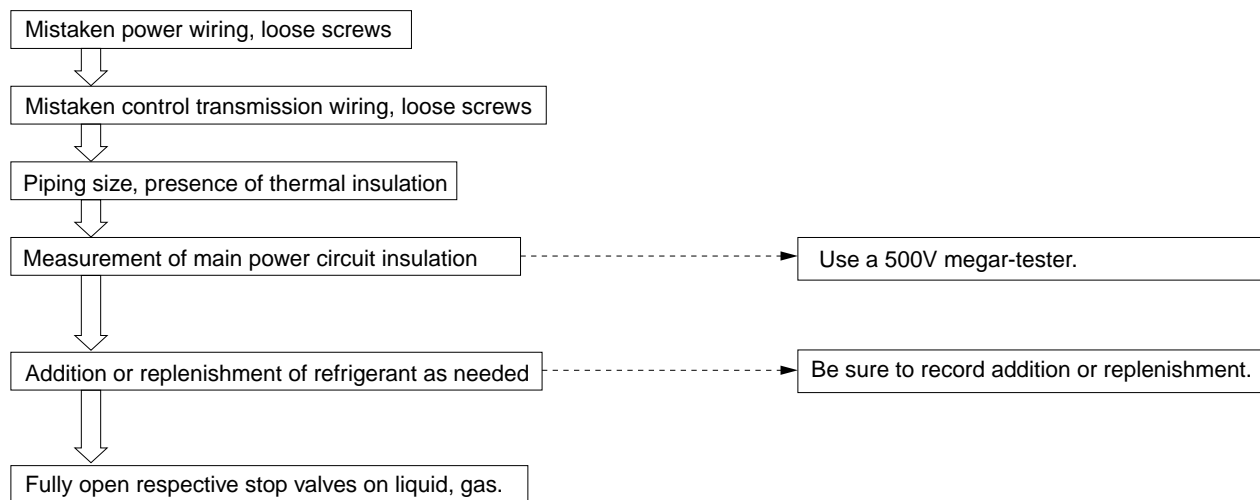 Mistaken power wiring, loose screws
Mistaken control transmission wiring, loose screws
Piping size, presence of thermal insulation
Measurement of main power circuit insulation
Use a 500V megar-tester.
Addition or replenishment of refrigerant as needed
Be sure to record addition or replenishment.
Fully open respective stop valves on liquid, gas.